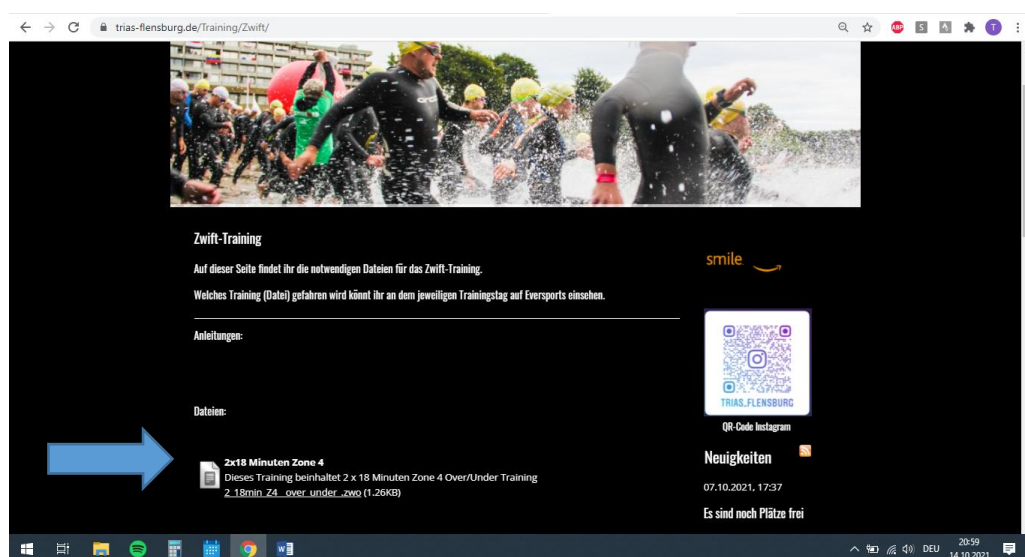 trias-flensburg.de/Training/Zwift/
ABP
S
T
Zwift-Training
Auf dieser Seite findet ihr die notwendigen Dateien für das Zwift-Training.
Welches Training (Datei) gefahren wird könnt ihr an dem jeweiligen Trainingstag auf Eversports einsehen.
Anleitungen:
Dateien:
2x18 Minuten Zone 4
Dieses Training beinhaltet 2 x 18 Minuten Zone 4 Over/Under Training
2_18min_Z4__over_under_.zwo (1.26KB)
smile
TRIAS_FLENSBURG
QR-Code Instagram
Neuigkeiten
07.10.2021, 17:37
Es sind noch Plätze frei
DEU
20:59
14.10.2021